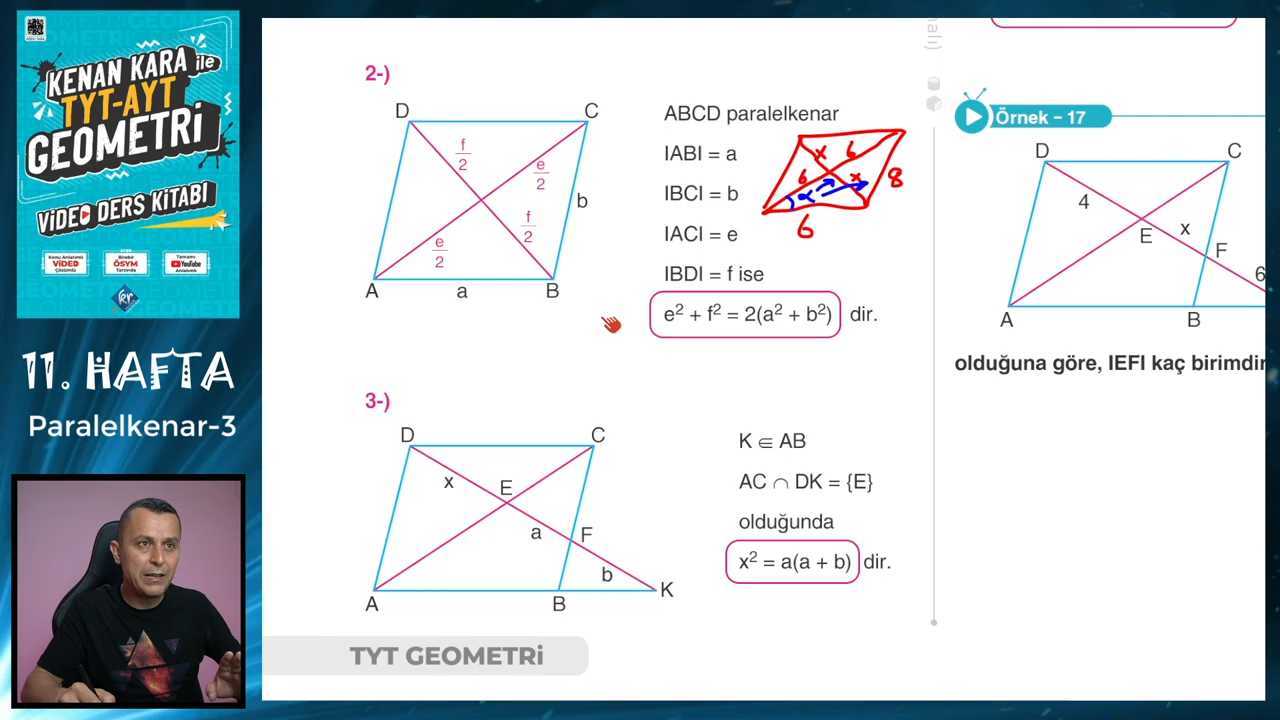 KENAN KARA ile
TYT-AYT
GEOMETRİ
VİDEO DERS KİTABI
11. HAFTA
Paralelkenar-3
2-)
D
C
f
2
e
2
b
e
2
f
2
A
a
B
ABCD paralelkenar
IABI = a
IBCI = b
IACI = e
IBDI = f ise
e² + f² = 2(a² + b²) dir.
x 6
6 x 8
α
6
3-)
D
C
x
E
a
F
b
A
B
K
K ∈ AB
AC ∩ DK = {E}
olduğunda
x² = a(a + b) dir.
TYT GEOMETRİ
Örnek – 17
D
C
4
E
x
F
6
A
B
olduğuna göre, IEFI kaç birimdir